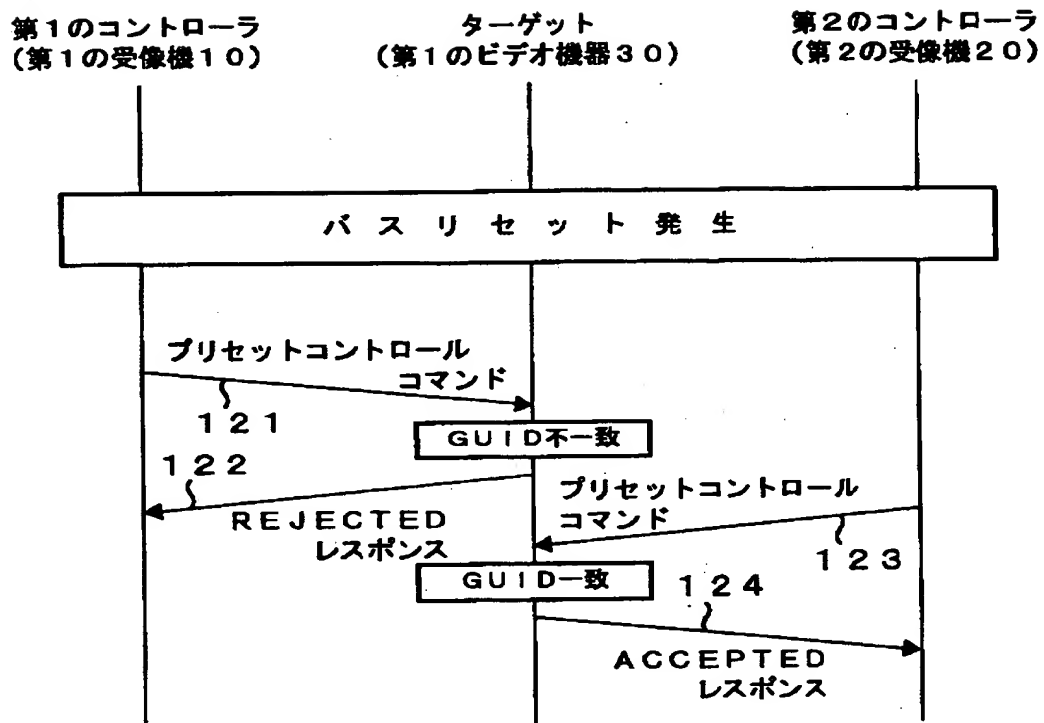 第1のコントローラ
(第1の受像機10)
ターゲット
(第1のビデオ機器30)
第2のコントローラ
(第2の受像機20)
バスリセット発生
プリセットコントロール
コマンド
121
GUID不一致
122
REJECTED
レスポンス
プリセットコントロール
コマンド
123
GUID一致
124
ACCEPTED
レスポンス